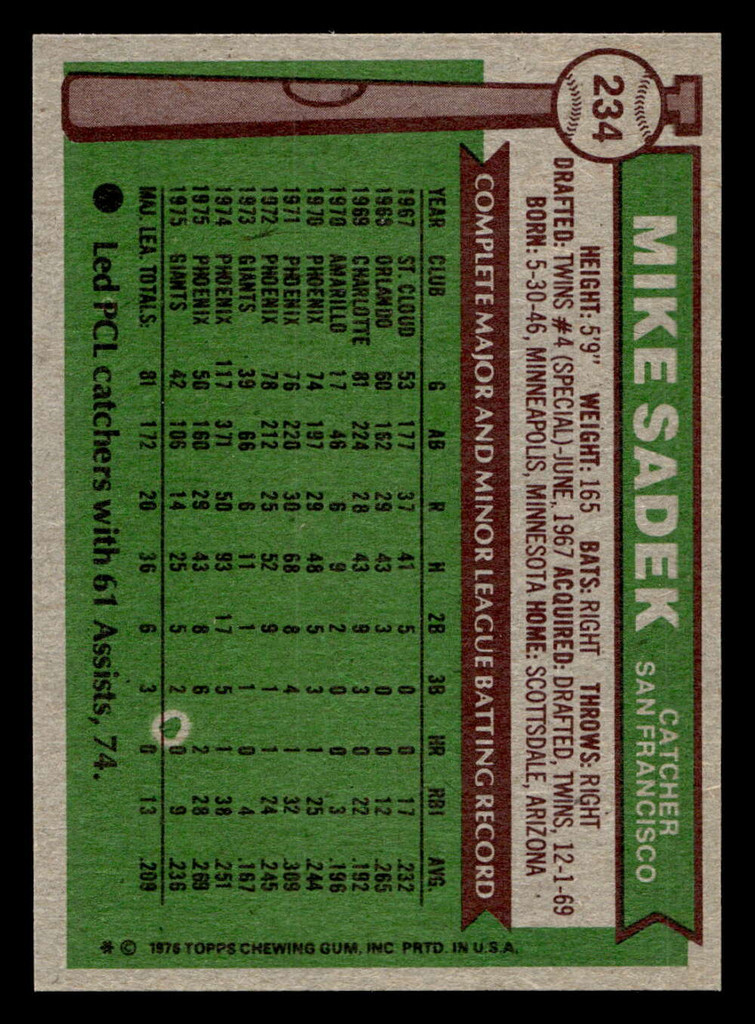 234
MIKE SADEK
CATCHER
SAN FRANCISCO
HEIGHT: 5'9" WEIGHT: 165 BATS: RIGHT THROWS: RIGHT
DRAFTED: TWINS #4 (SPECIAL)-JUNE, 1967 ACQUIRED: DRAFTED, TWINS, 12-1-69
BORN: 5-30-46, MINNEAPOLIS, MINNESOTA HOME: SCOTTSDALE, ARIZONA
COMPLETE MAJOR AND MINOR LEAGUE BATTING RECORD
YEAR CLUB G AB R H 2B 3B HR RBI AVG.
1967 ST. CLOUD 53 177 37 41 5 0 0 17 .232
1968 ORLANDO 60 162 29 43 3 0 0 12 .265
1969 CHARLOTTE 81 224 28 43 9 3 0 22 .192
1970 AMARILLO 17 46 6 9 2 0 0 3 .196
1970 PHOENIX 74 197 29 48 5 3 1 25 .244
1971 PHOENIX 76 220 30 68 8 4 1 32 .309
1972 PHOENIX 78 212 25 52 9 1 1 24 .245
1973 GIANTS 39 66 6 11 1 1 0 4 .167
1974 PHOENIX 117 371 50 93 17 5 1 38 .251
1975 PHOENIX 50 160 29 43 8 6 2 28 .269
1975 GIANTS 42 106 14 25 5 2 0 9 .236
MAJ. LEA. TOTALS: 81 172 20 36 6 3 0 13 .209
Led PCL catchers with 61 Assists, 74.
* © 1976 TOPPS CHEWING GUM, INC. PRTD. IN U.S.A.